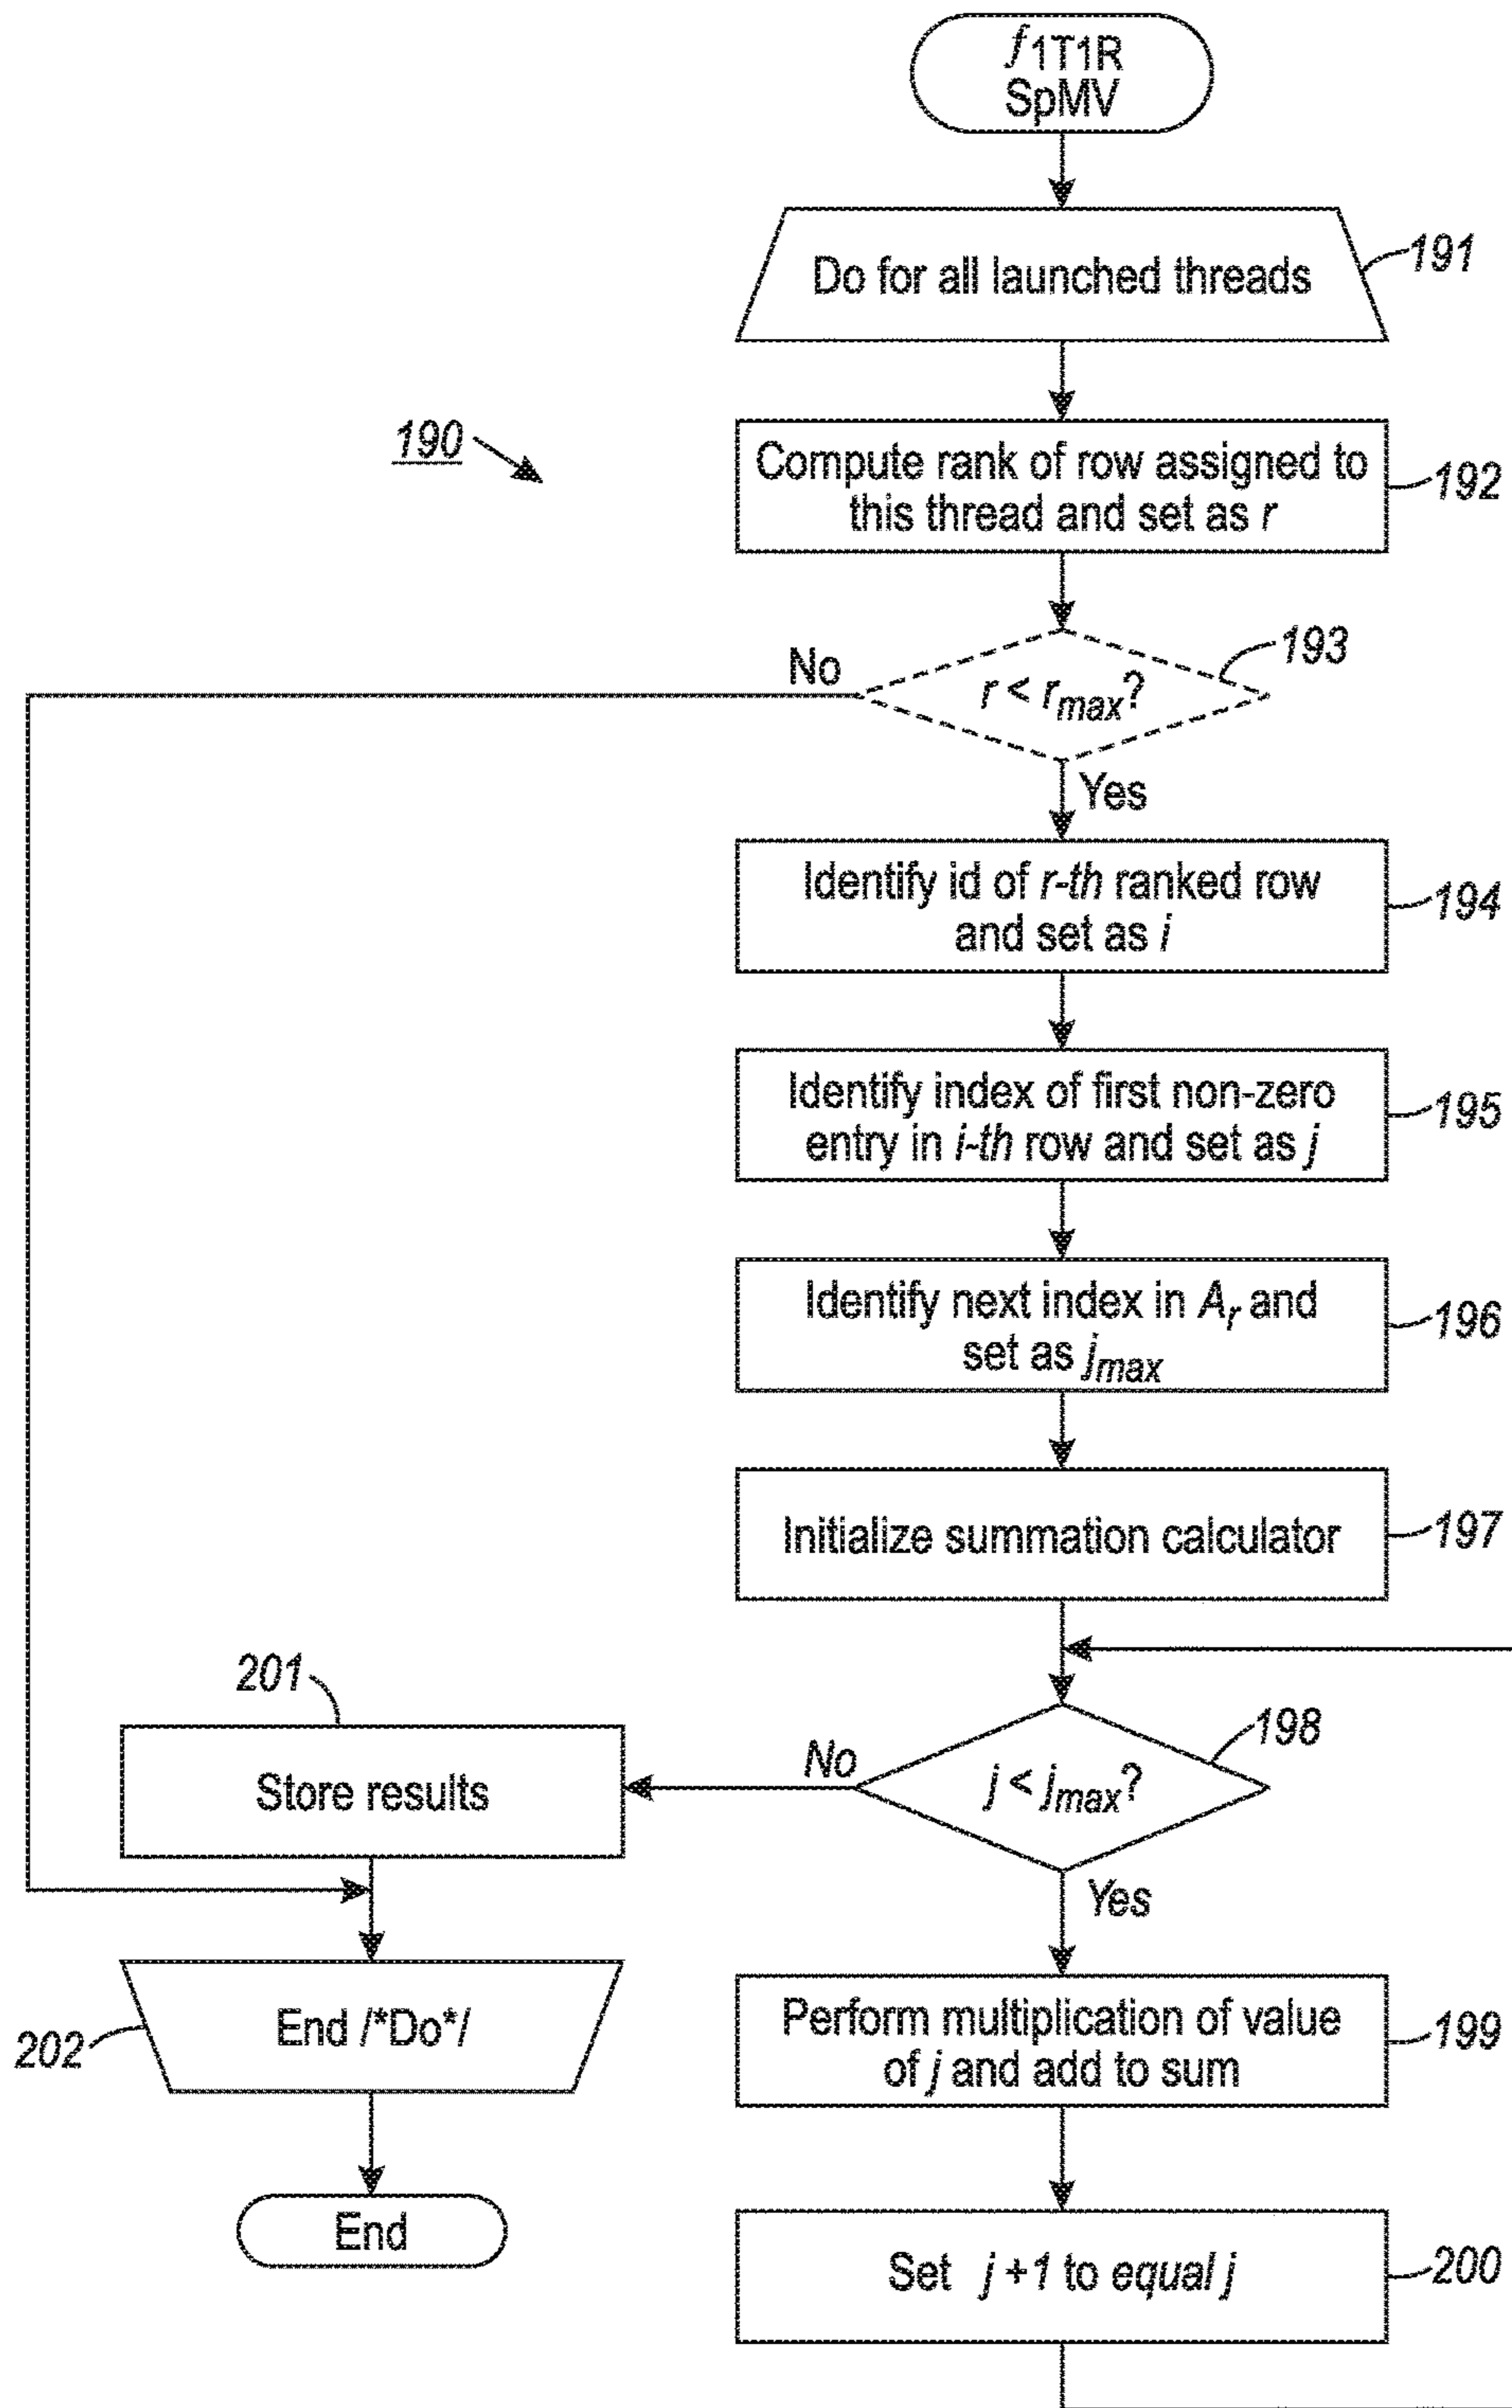 f1T1R
SpMV
Do for all launched threads
191
190
Compute rank of row assigned to
this thread and set as r
192
193
No
r < rmax?
Yes
Identify id of r-th ranked row
and set as i
194
Identify index of first non-zero
entry in i-th row and set as j
195
Identify next index in Ar and
set as jmax
196
Initialize summation calculator
197
201
198
Store results
No
j < jmax?
Yes
202
End /*Do*/
Perform multiplication of value
of j and add to sum
199
End
Set j +1 to equal j
200